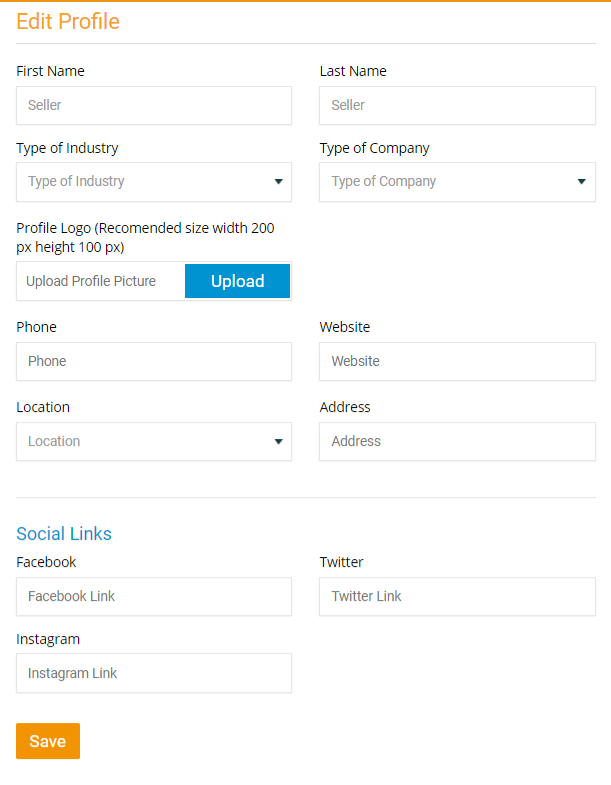 Edit Profile
First Name
Last Name
Seller
Seller
Type of Industry
Type of Company
Type of Industry
Type of Company
Profile Logo (Recomended size width 200
px height 100 px)
Upload Profile Picture
Upload
Phone
Website
Phone
Website
Location
Address
Location
Address
Social Links
Facebook
Twitter
Facebook Link
Twitter Link
Instagram
Instagram Link
Save